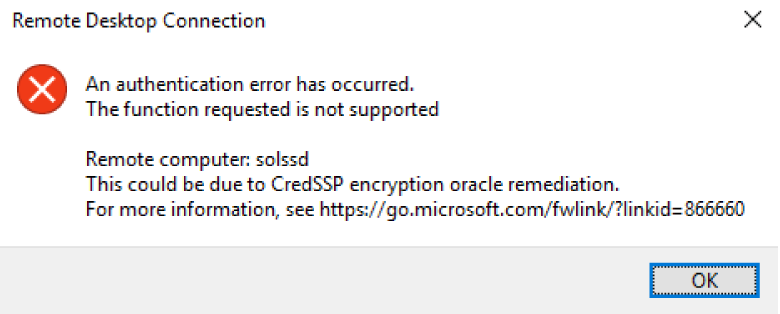 Remote Desktop Connection
An authentication error has occurred.
The function requested is not supported
Remote computer: solssd
This could be due to CredSSP encryption oracle remediation.
For more information, see https://go.microsoft.com/fwlink/?linkid=866660
OK